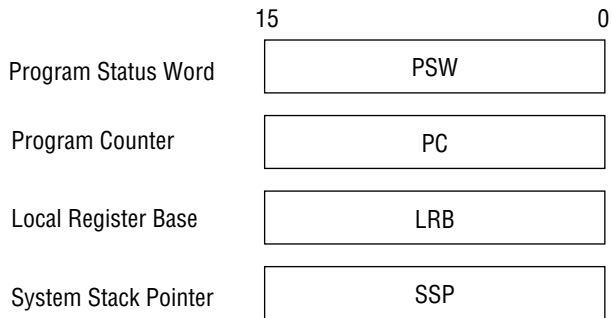 15 0
Program Status Word PSW
Program Counter PC
Local Register Base LRB
System Stack Pointer SSP